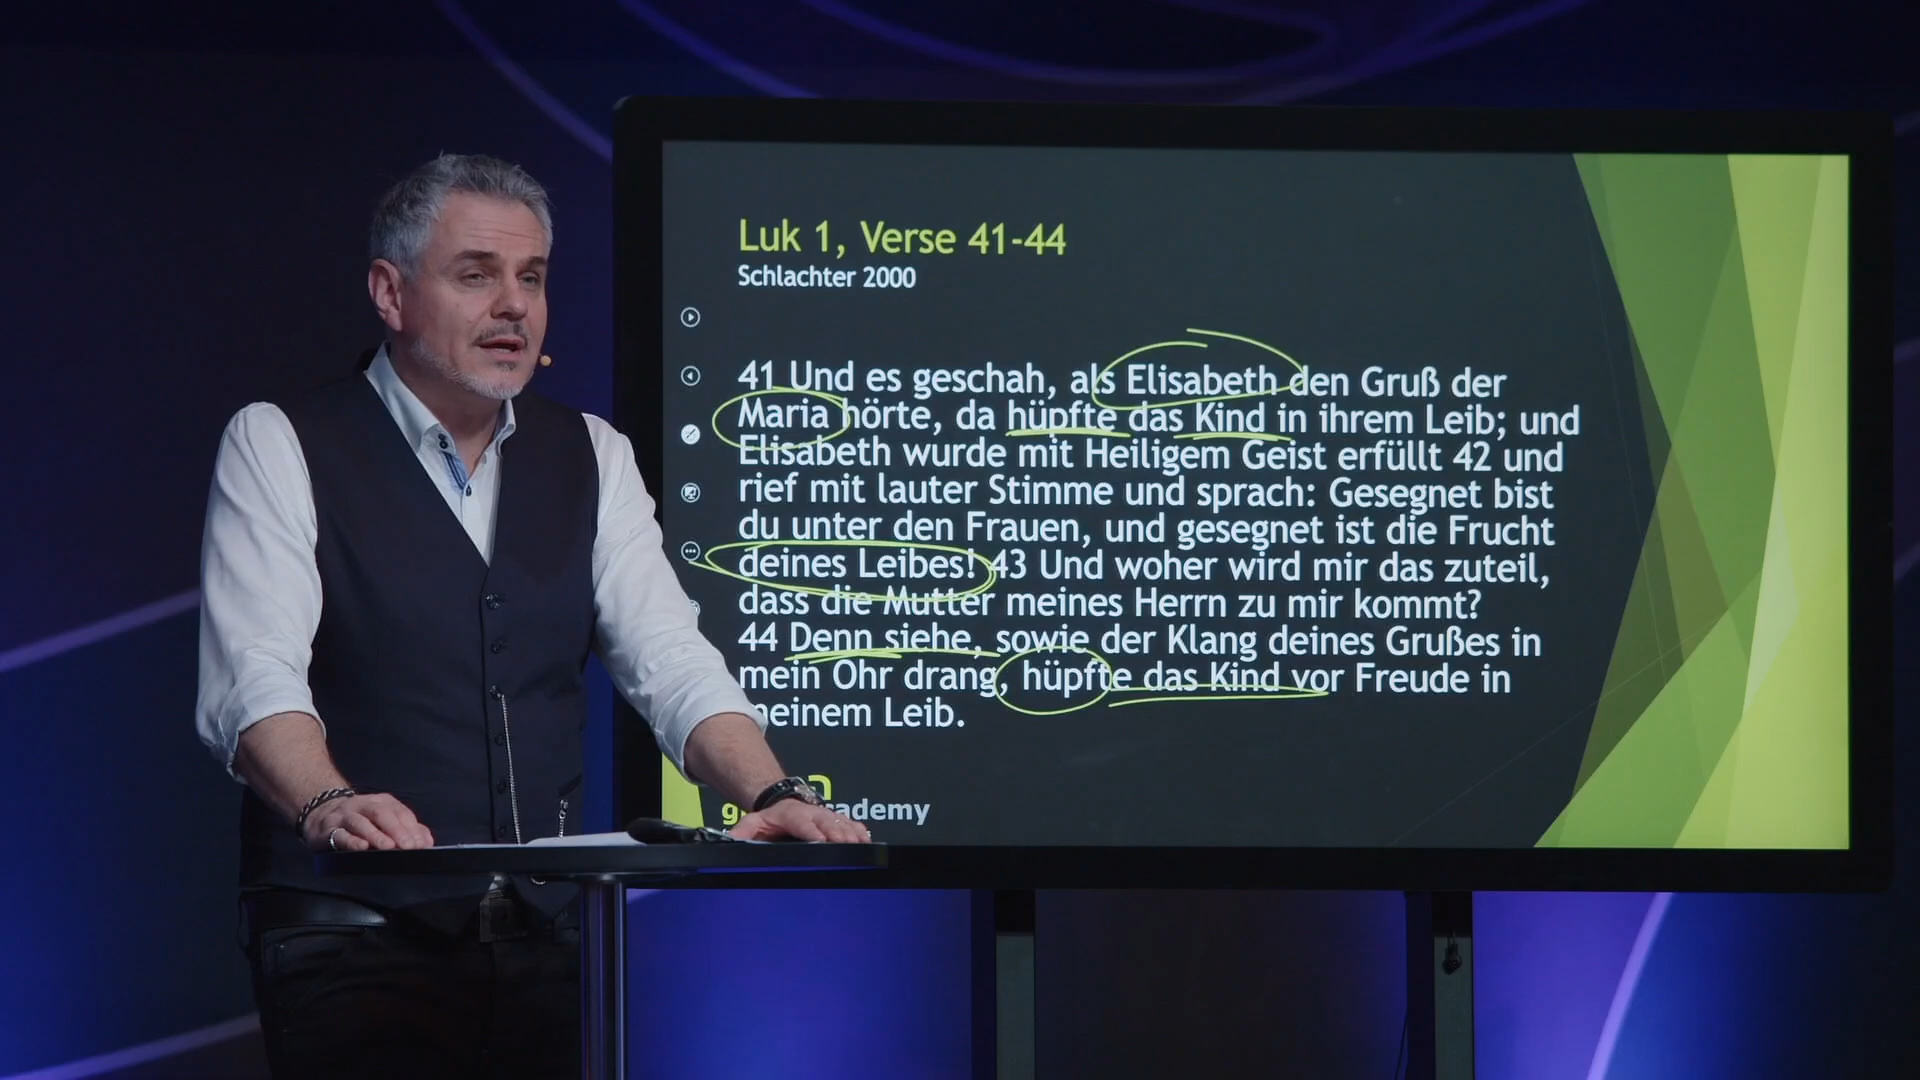 Luk 1, Verse 41-44
Schlachter 2000
41 Und es geschah, als Elisabeth den Gruß der
Maria hörte, da hüpfte das Kind in ihrem Leib; und
Elisabeth wurde mit Heiligem Geist erfüllt 42 und
rief mit lauter Stimme und sprach: Gesegnet bist
du unter den Frauen, und gesegnet ist die Frucht
deines Leibes! 43 Und woher wird mir das zuteil,
dass die Mutter meines Herrn zu mir kommt?
44 Denn siehe, sowie der Klang deines Grußes in
mein Ohr drang, hüpfte das Kind vor Freude in
meinem Leib.